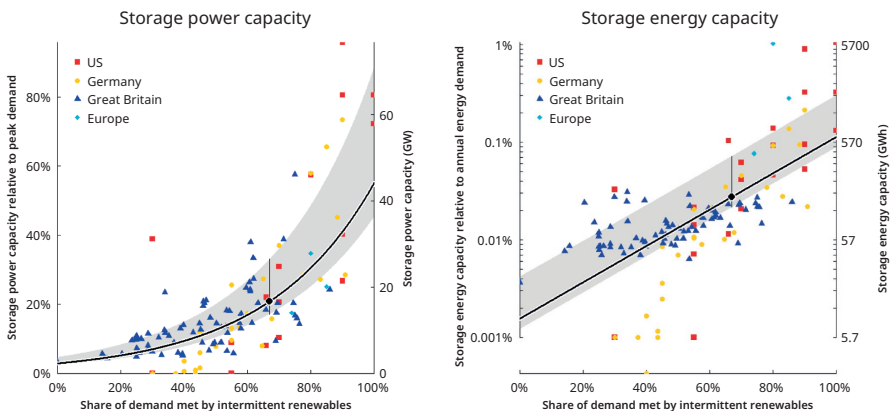 Storage power capacity
Storage power capacity relative to peak demand
80%
60%
40%
20%
0%
US
Germany
Great Britain
Europe
60
40
20
0
Storage power capacity (GW)
0%
20%
40%
60%
80%
100%
Share of demand met by intermittent renewables
Storage energy capacity
Storage energy capacity relative to annual energy demand
1%
0.1%
0.01%
0.001%
US
Germany
Great Britain
Europe
5700
570
57
5.7
Storage energy capacity (GWh)
0%
20%
40%
60%
80%
100%
Share of demand met by intermittent renewables